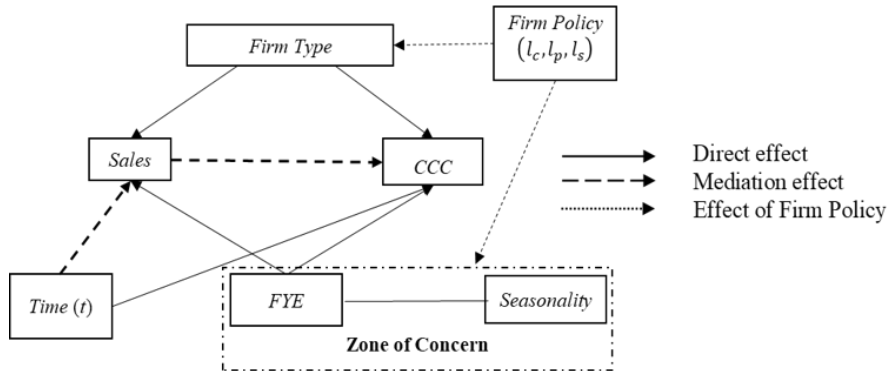 Firm Policy
(l_c, l_p, l_s)
Firm Type
Sales
CCC
Direct effect
Mediation effect
Effect of Firm Policy
Time (t)
FYE
Seasonality
Zone of Concern